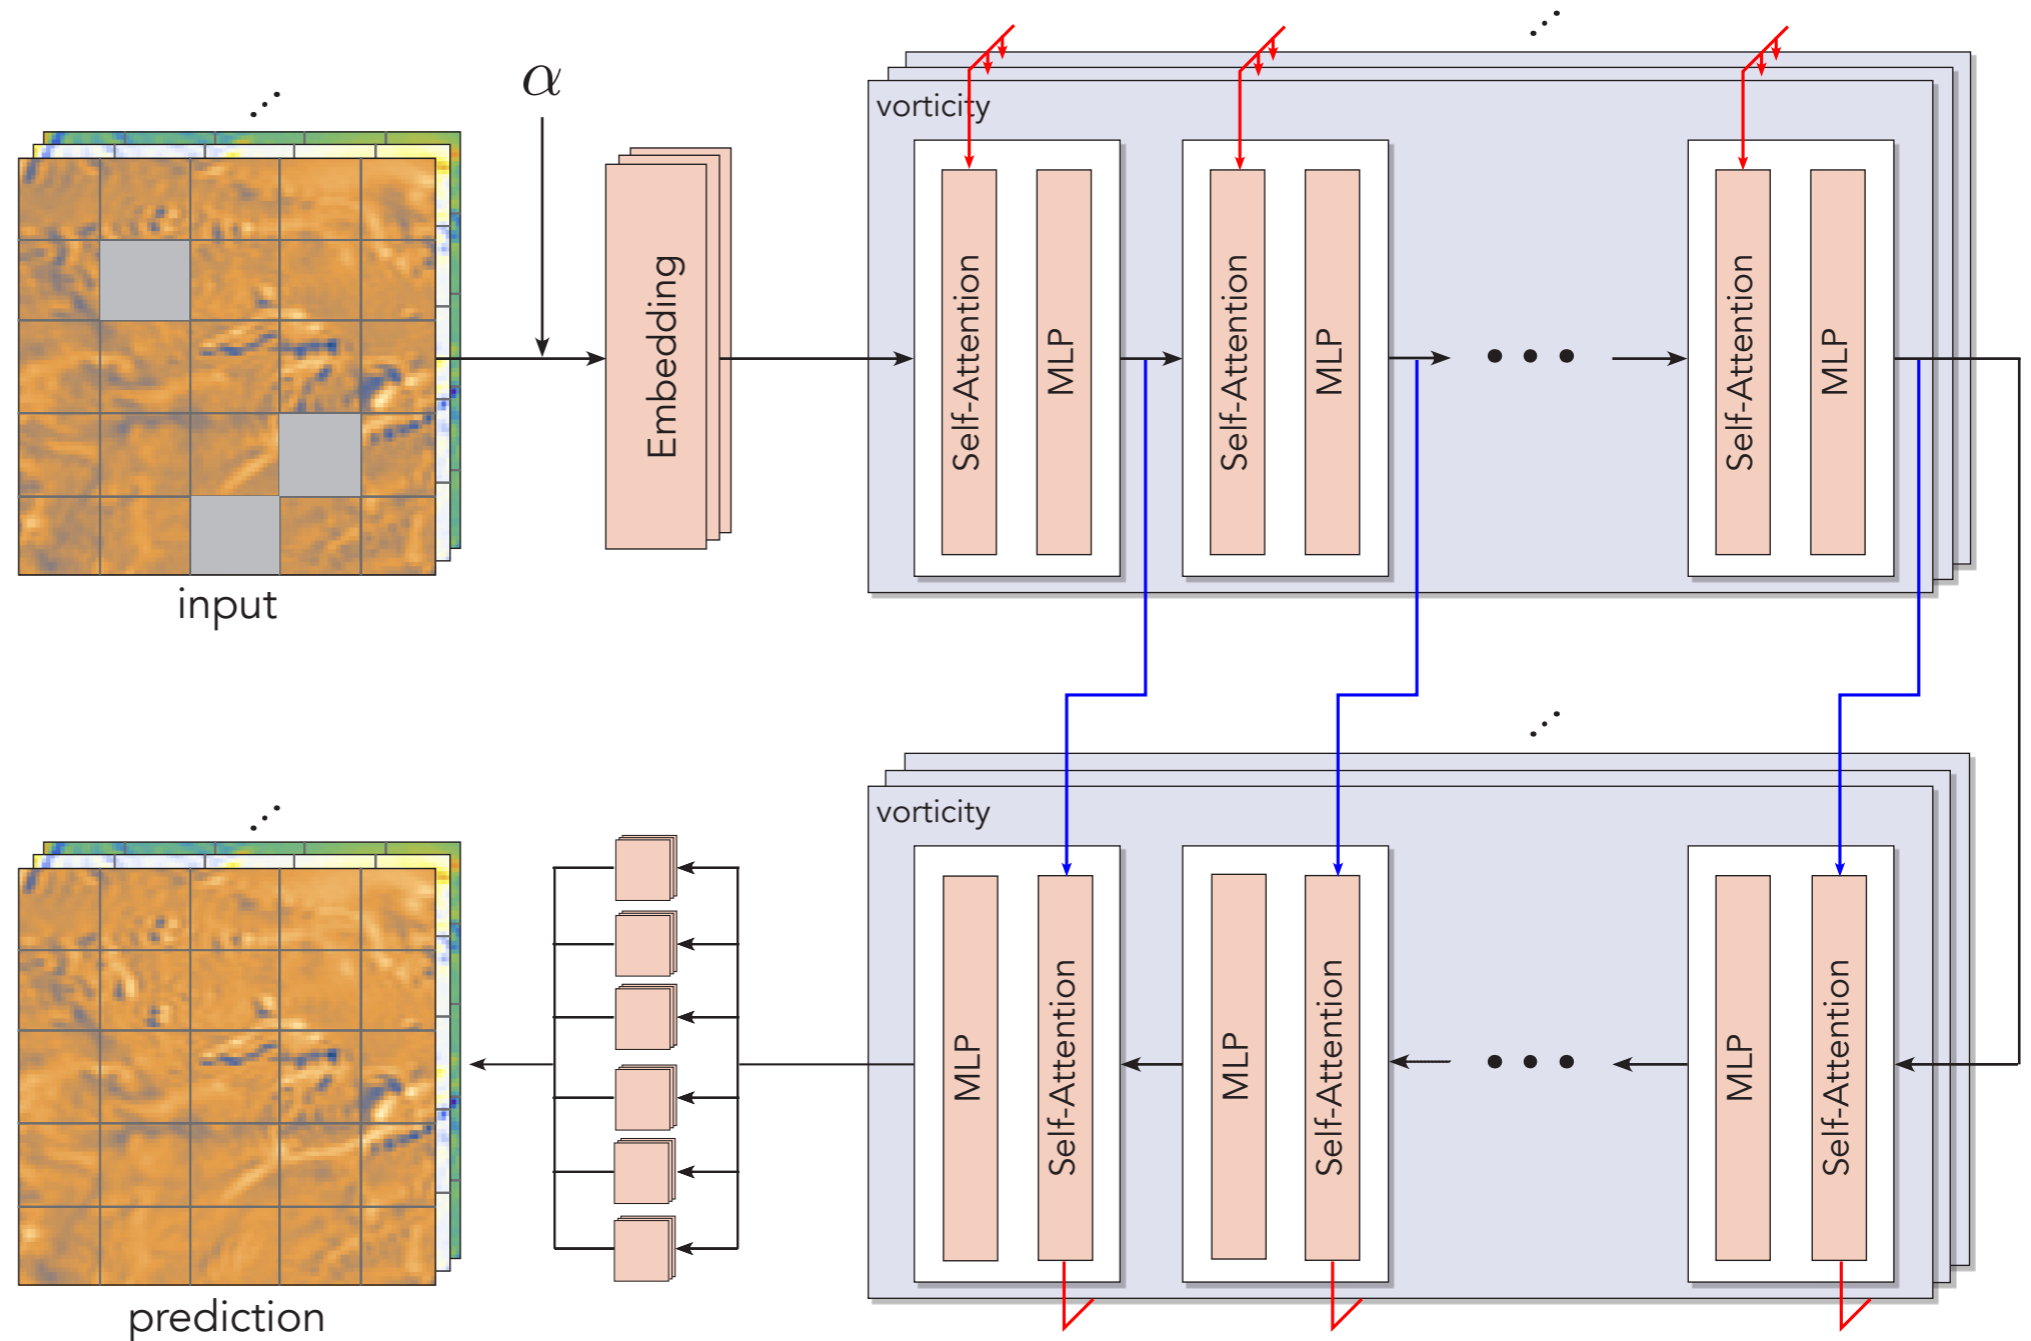 α
vorticity
Embedding
Self-Attention
MLP
Self-Attention
MLP
Self-Attention
MLP
input
vorticity
MLP
Self-Attention
MLP
Self-Attention
MLP
Self-Attention
prediction